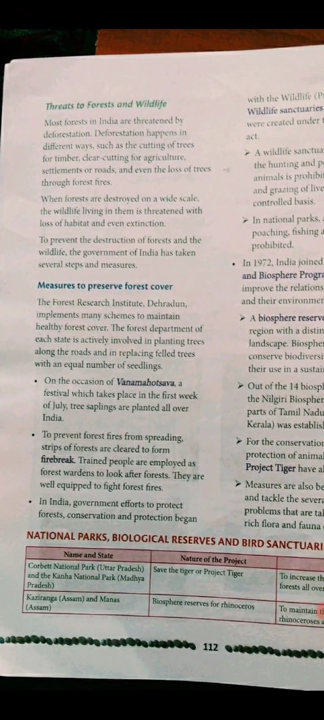 Threats to Forests and Wildlife
Most forests in India are threatened by
deforestation. Deforestation happens in
different ways, such as the cutting of trees
for timber, clear-cutting for agriculture,
settlements or roads, and even the loss of trees
through forest fires.
When forests are destroyed on a wide scale,
the wildlife living in them is threatened with
loss of habitat and even extinction.
To prevent the destruction of forests and the
wildlife, the government of India has taken
several steps and measures.
Measures to preserve forest cover
The Forest Research Institute, Dehradun,
implements many schemes to maintain
healthy forest cover. The forest department of
each state is actively involved in planting trees
along the roads and in replacing felled trees
with an equal number of seedlings.
• On the occasion of Vanamahotsava, a
festival which takes place in the first week
of July, tree saplings are planted all over
India.
• To prevent forest fires from spreading,
strips of forests are cleared to form
firebreak. Trained people are employed as
forest wardens to look after forests. They are
well equipped to fight forest fires.
• In India, government efforts to protect
forests, conservation and protection began
with the Wildlife (P
Wildlife sanctuaries
were created under
act.
➤ A wildlife sanctua
the hunting and p
animals is prohibi
and grazing of live
controlled basis.
➤ In national parks,
poaching, fishing a
prohibited.
• In 1972, India joined
and Biosphere Progra
improve the relations
and their environmer
➤ A biosphere reserve
region with a distin
landscape. Biospher
conserve biodiversi
their use in a sustai
➤ Out of the 14 biospl
the Nilgiri Biospher
parts of Tamil Nadu
Kerala) was establis
➤ For the conservation
protection of animal
Project Tiger have al
➤ Measures are also be
and tackle the sever
problems that are tal
rich flora and fauna
NATIONAL PARKS, BIOLOGICAL RESERVES AND BIRD SANCTUARI
Name and State
Nature of the Project
Corbett National Park (Uttar Pradesh)
and the Kanha National Park (Madhya
Pradesh)
Save the tiger or Project Tiger
To increase th
forests all over
Kaziranga (Assam) and Manas
(Assam)
Biosphere reserves for rhinoceros
To maintain
rhinoceroses
112